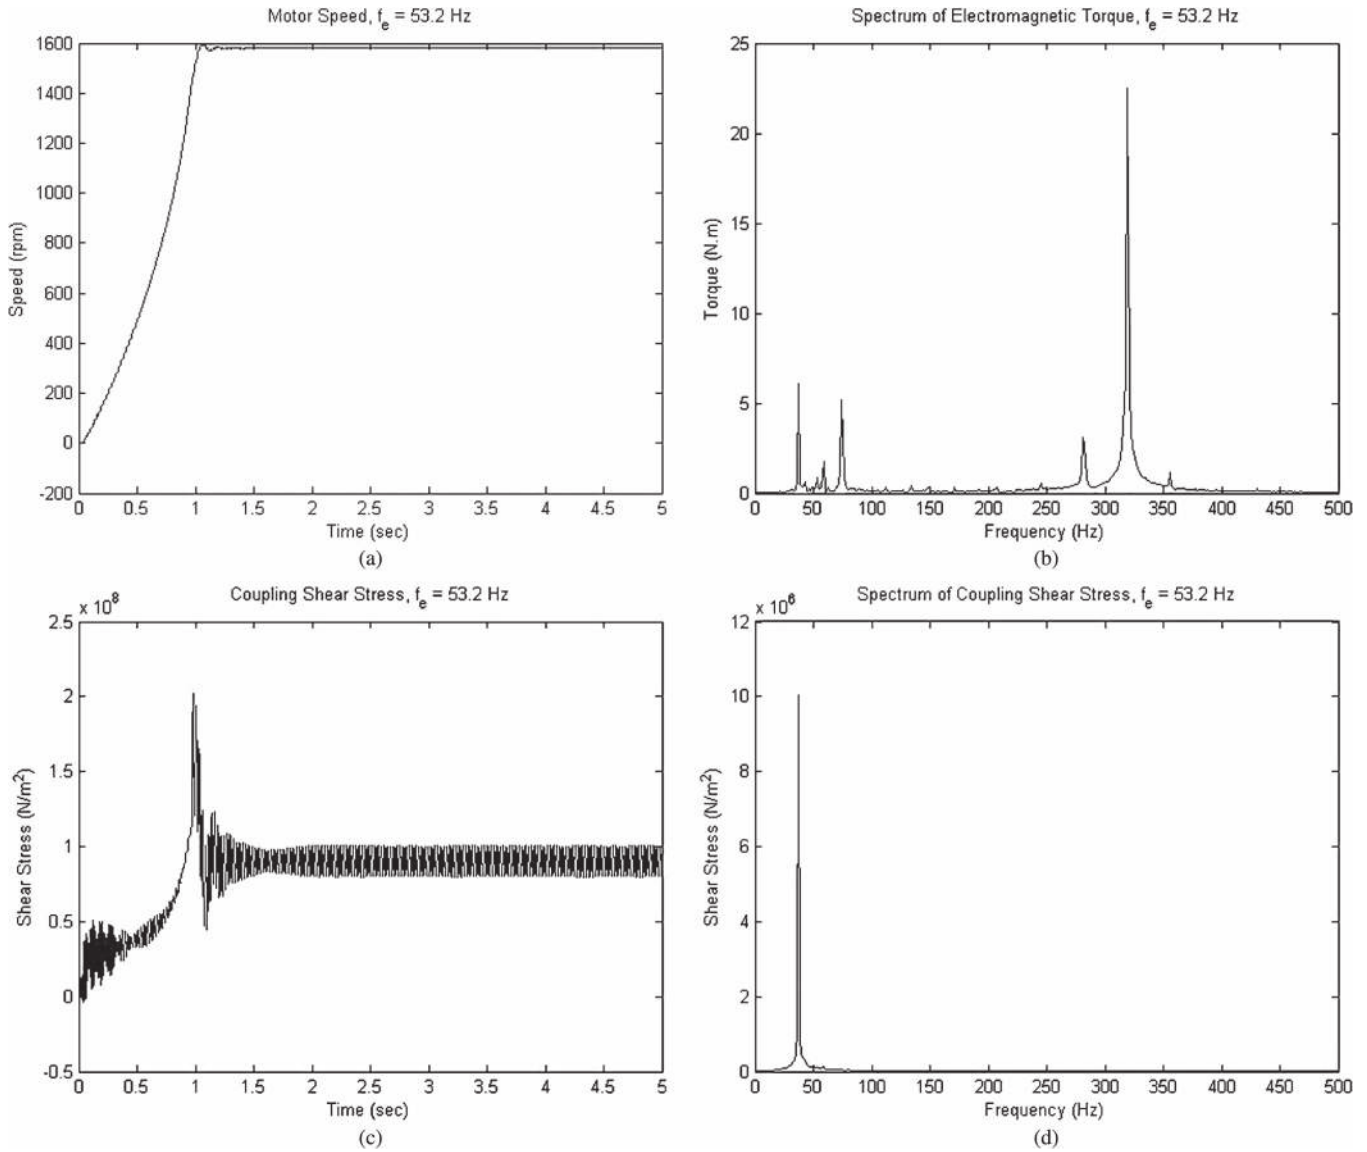 Motor Speed, f_e = 53.2 Hz
1600
1400
1200
1000
800
600
400
200
0
-200
Speed (rpm)
0 0.5 1 1.5 2 2.5 3 3.5 4 4.5 5
Time (sec)
(a)
Spectrum of Electromagnetic Torque, f_e = 53.2 Hz
25
20
15
10
5
0
Torque (N.m)
0 50 100 150 200 250 300 350 400 450 500
Frequency (Hz)
(b)
Coupling Shear Stress, f_e = 53.2 Hz
x 10^8
2.5
2
1.5
1
0.5
0
-0.5
Shear Stress (N/m²)
0 0.5 1 1.5 2 2.5 3 3.5 4 4.5 5
Time (sec)
(c)
Spectrum of Coupling Shear Stress, f_e = 53.2 Hz
x 10^6
12
10
8
6
4
2
0
Shear Stress (N/m²)
0 50 100 150 200 250 300 350 400 450 500
Frequency (Hz)
(d)